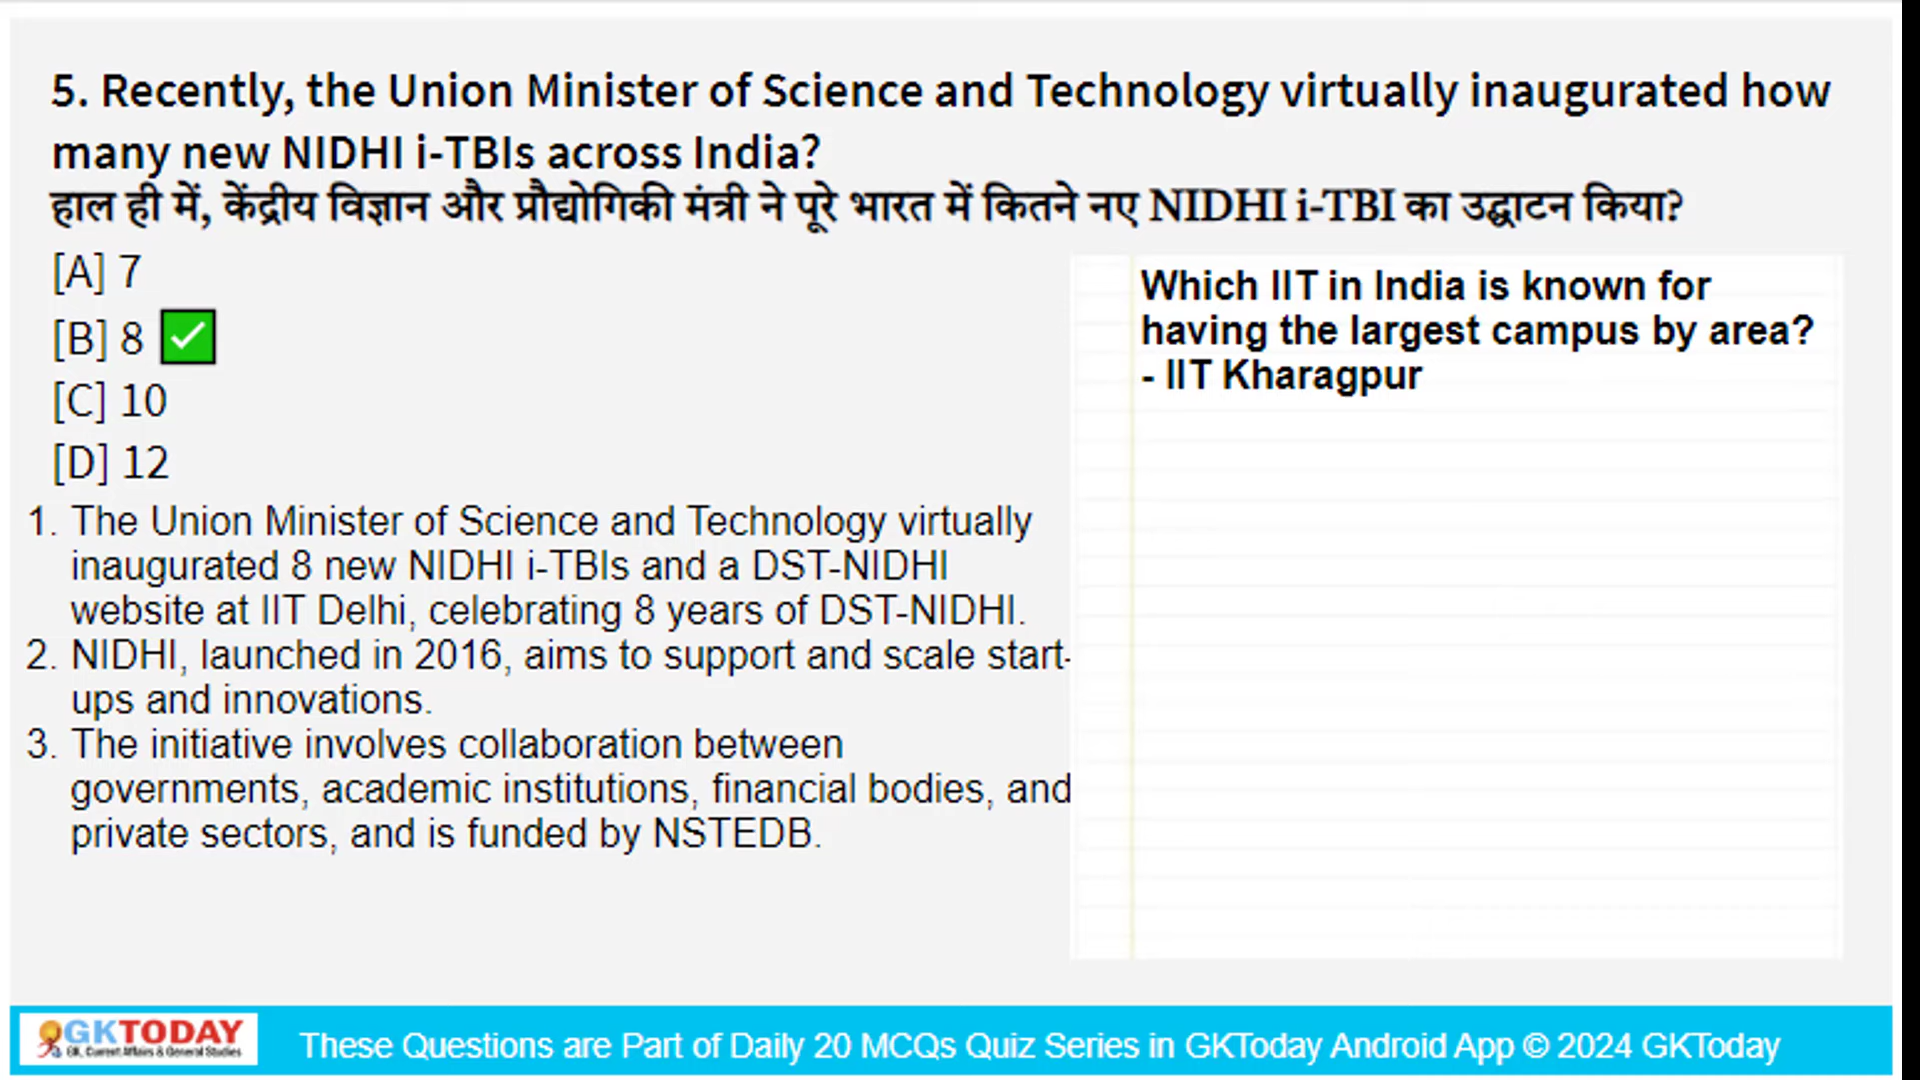 5. Recently, the Union Minister of Science and Technology virtually inaugurated how
many new NIDHI i-TBIs across India?
हाल ही में, केंद्रीय विज्ञान और प्रौद्योगिकी मंत्री ने पूरे भारत में कितने नए NIDHI i-TBI का उद्घाटन किया?
[A] 7
[B] 8
[C] 10
[D] 12
1. The Union Minister of Science and Technology virtually
inaugurated 8 new NIDHI i-TBIs and a DST-NIDHI
website at IIT Delhi, celebrating 8 years of DST-NIDHI.
2. NIDHI, launched in 2016, aims to support and scale start-
ups and innovations.
3. The initiative involves collaboration between
governments, academic institutions, financial bodies, and
private sectors, and is funded by NSTEDB.
Which IIT in India is known for
having the largest campus by area?
- IIT Kharagpur
GKTODAY
GK, Current Affairs & General Studies
These Questions are Part of Daily 20 MCQs Quiz Series in GKToday Android App © 2024 GKToday